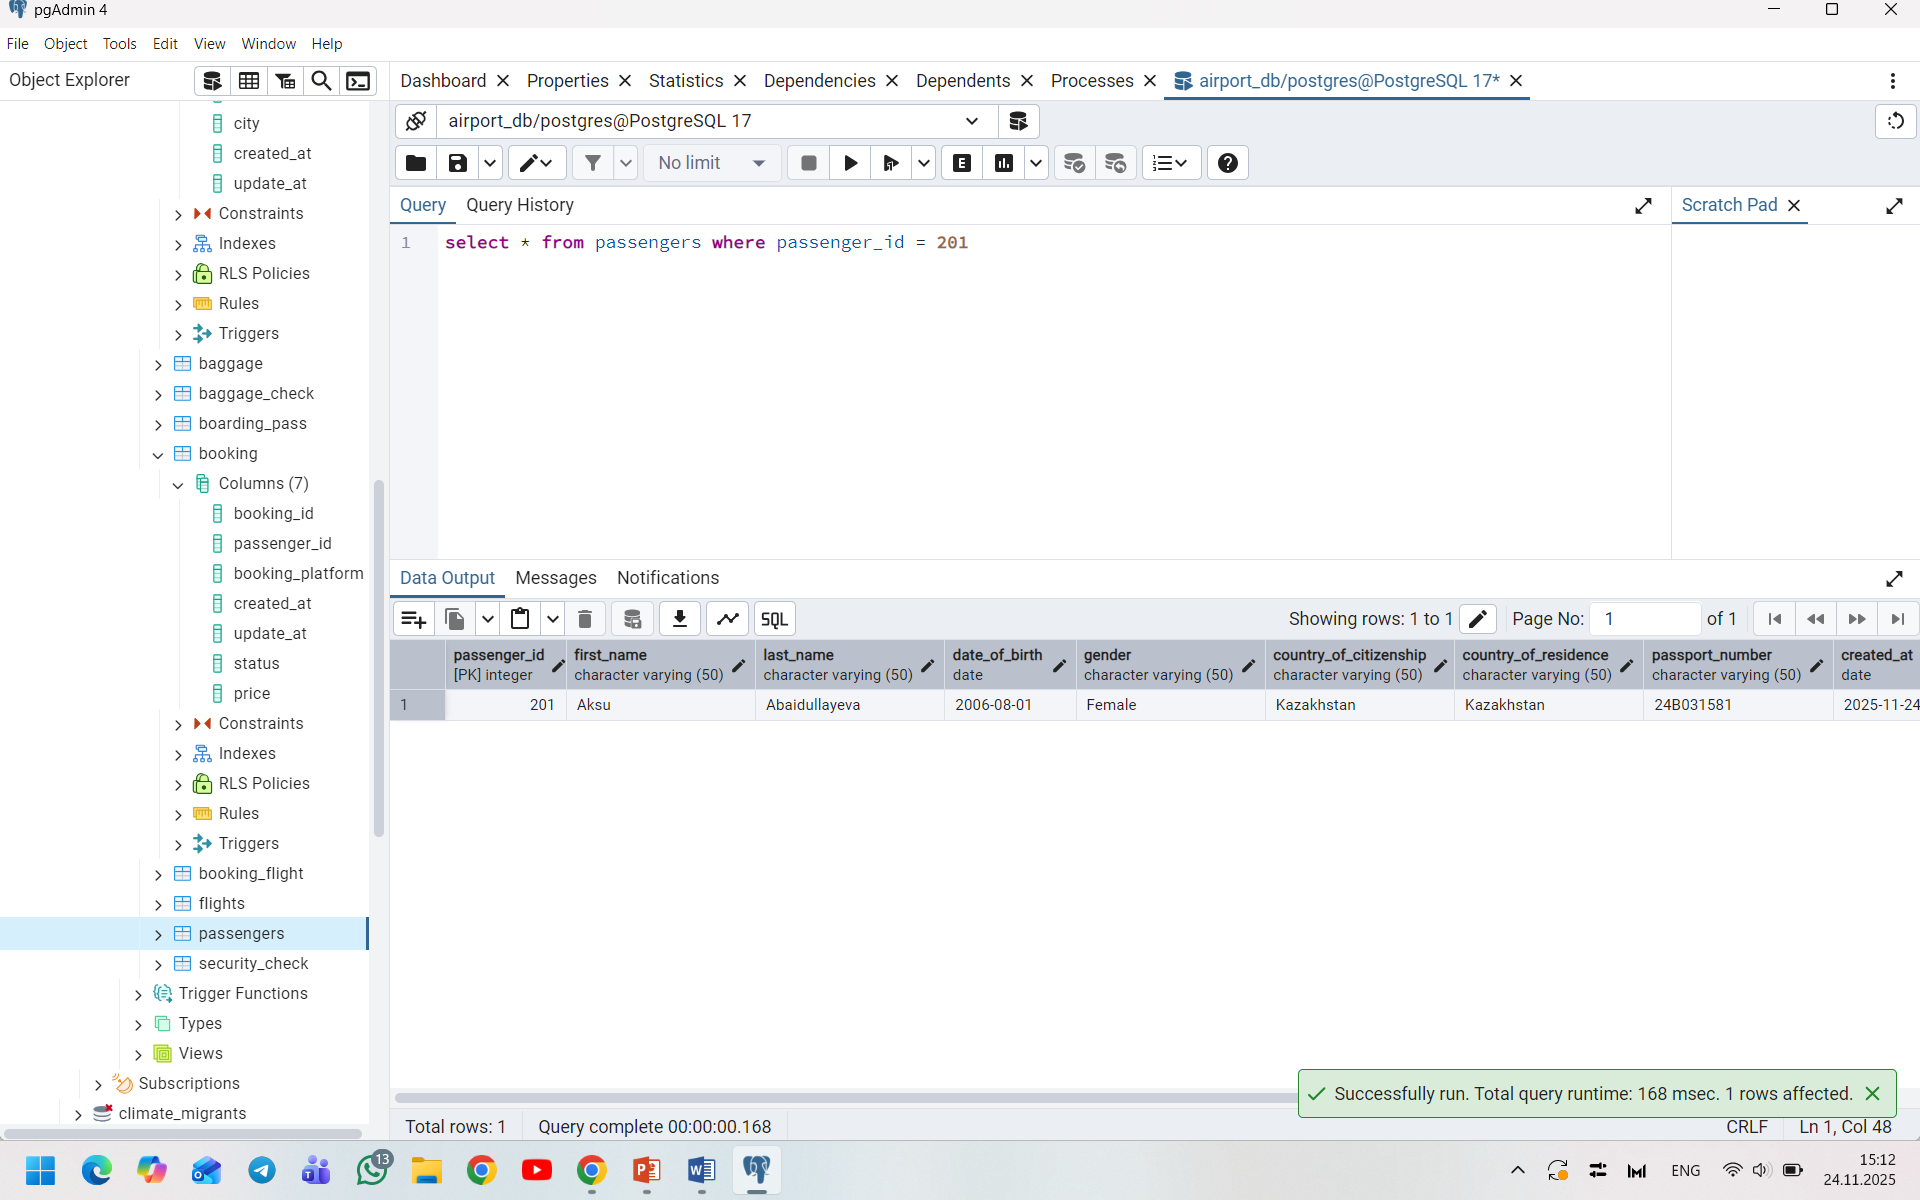 pgAdmin 4
File Object Tools Edit View Window Help
Object Explorer
Dashboard Properties Statistics Dependencies Dependents Processes airport_db/postgres@PostgreSQL 17*
airport_db/postgres@PostgreSQL 17
No limit
E
Query Query History
Scratch Pad
1 select * from passengers where passenger_id = 201
city
created_at
update_at
Constraints
Indexes
RLS Policies
Rules
Triggers
baggage
baggage_check
boarding_pass
booking
Columns (7)
booking_id
passenger_id
booking_platform
created_at
update_at
status
price
Constraints
Indexes
RLS Policies
Rules
Triggers
booking_flight
flights
passengers
security_check
Trigger Functions
Types
Views
Subscriptions
climate_migrants
Data Output Messages Notifications
SQL
Showing rows: 1 to 1
Page No: 1 of 1
passenger_id first_name last_name date_of_birth gender country_of_citizenship country_of_residence passport_number created_at
[PK] integer character varying (50) character varying (50) date character varying (50) character varying (50) character varying (50) character varying (50) date
1 201 Aksu Abaidullayeva 2006-08-01 Female Kazakhstan Kazakhstan 24B031581 2025-11-24
Successfully run. Total query runtime: 168 msec. 1 rows affected.
Total rows: 1 Query complete 00:00:00.168 CRLF Ln 1, Col 48
13
ENG
15:12
24.11.2025